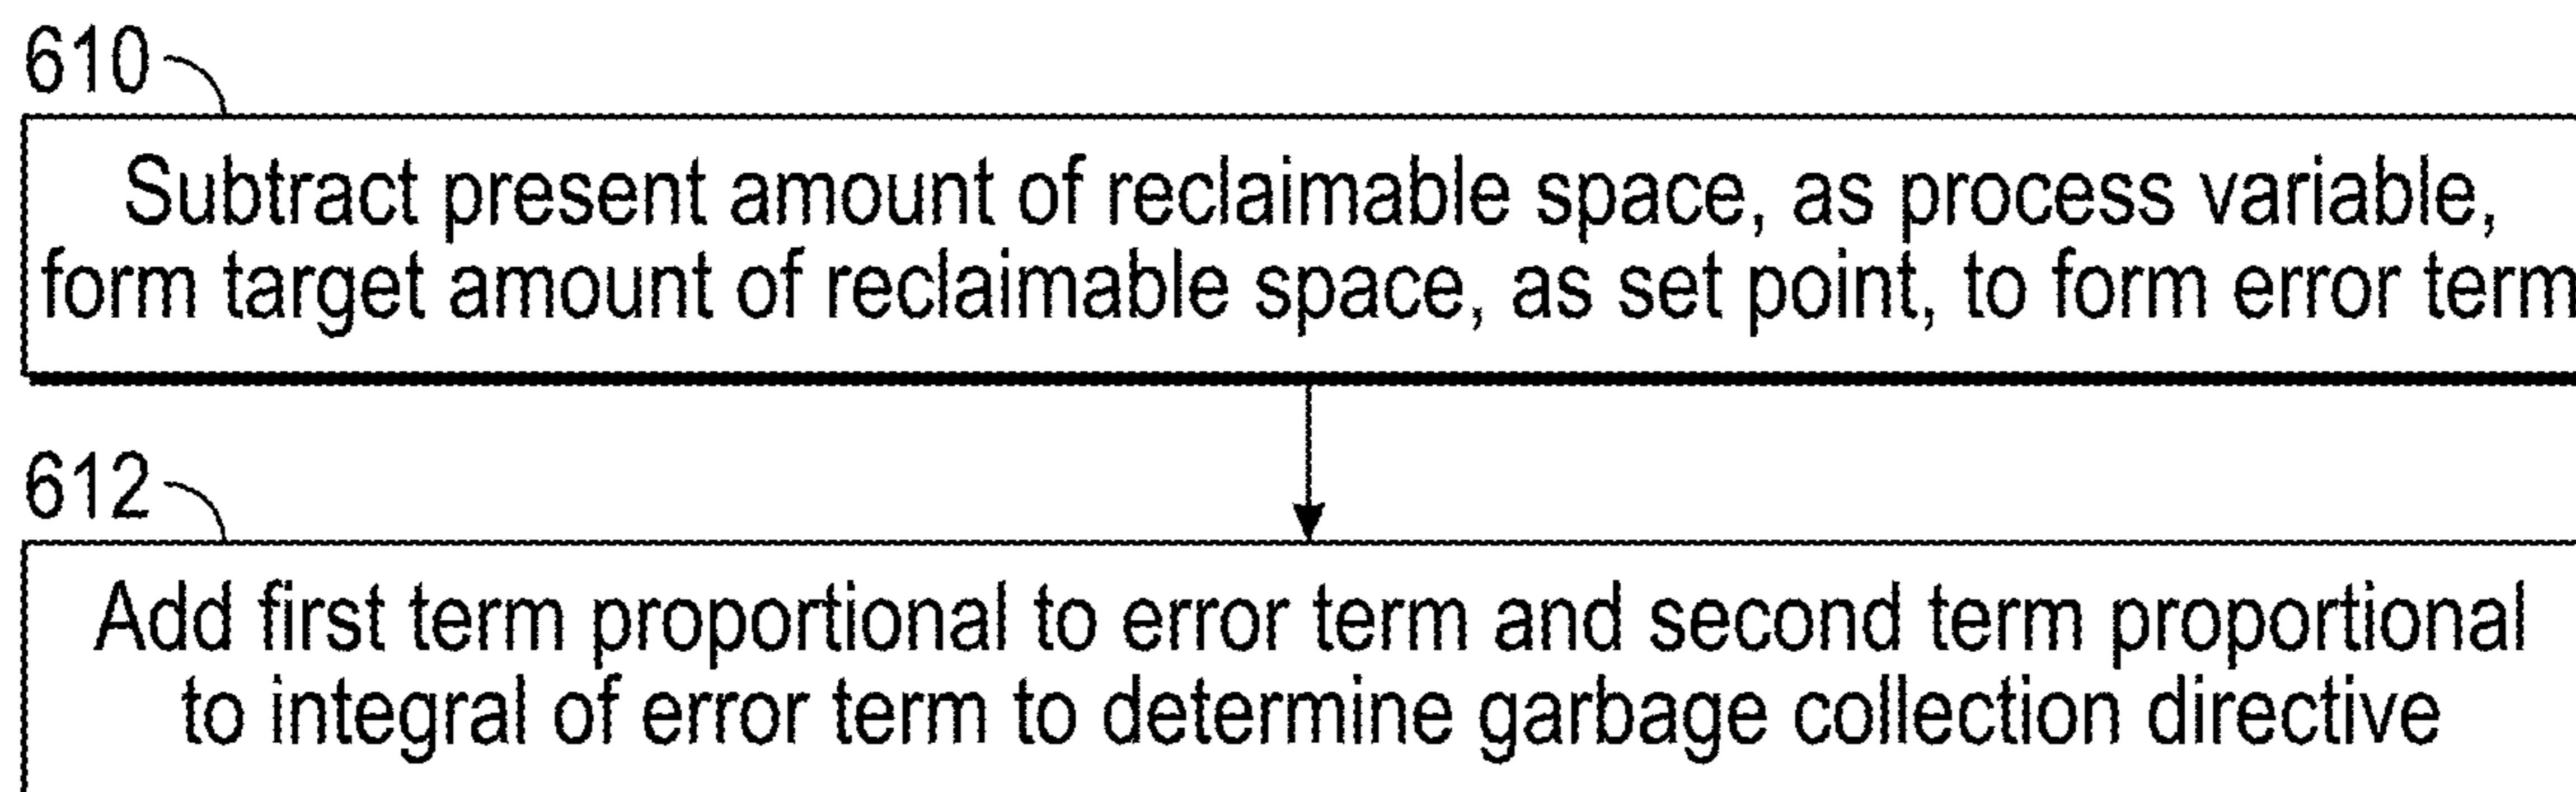 610
Subtract present amount of reclaimable space, as process variable,
form target amount of reclaimable space, as set point, to form error term
612
Add first term proportional to error term and second term proportional
to integral of error term to determine garbage collection directive